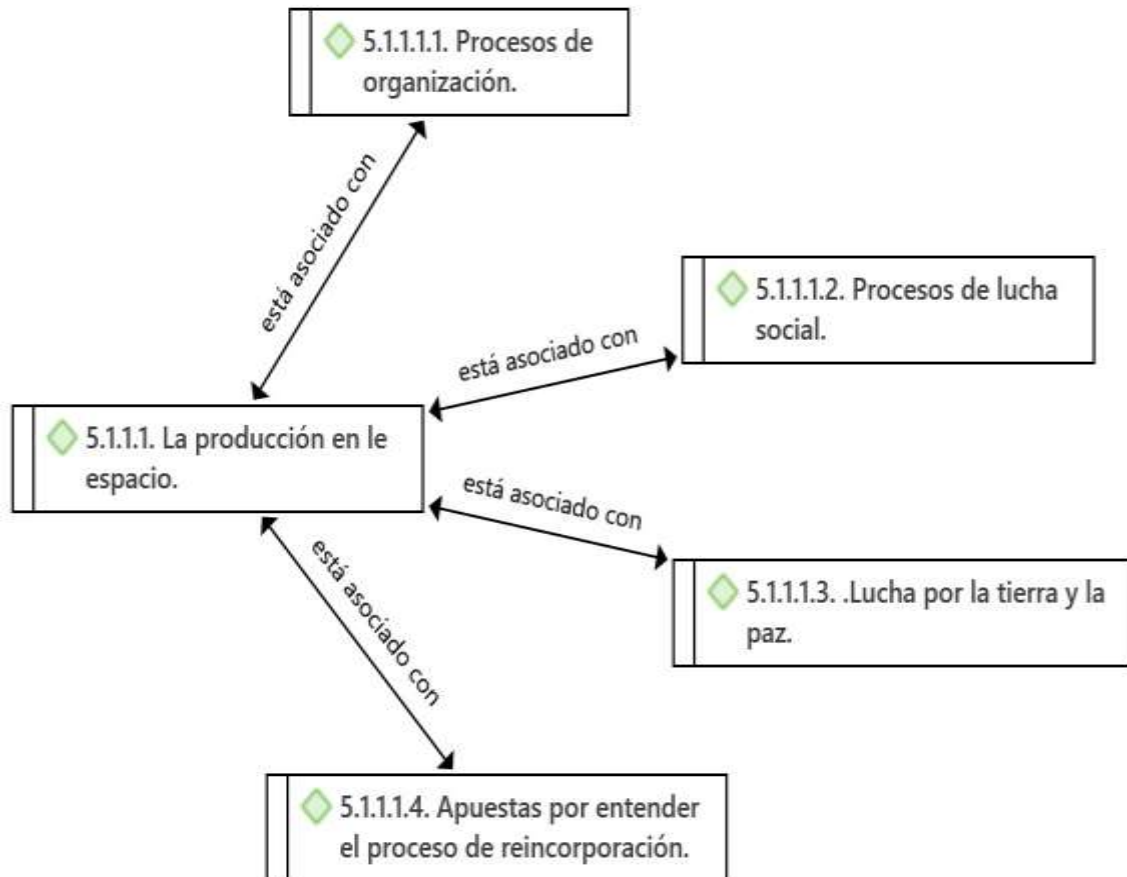 5.1.1.1.1. Procesos de
organización.
está asociado con
5.1.1.1.2. Procesos de lucha
social.
está asociado con
5.1.1.1. La producción en le
espacio.
está asociado con
5.1.1.1.3. .Lucha por la tierra y la
paz.
está asociado con
5.1.1.1.4. Apuestas por entender
el proceso de reincorporación.